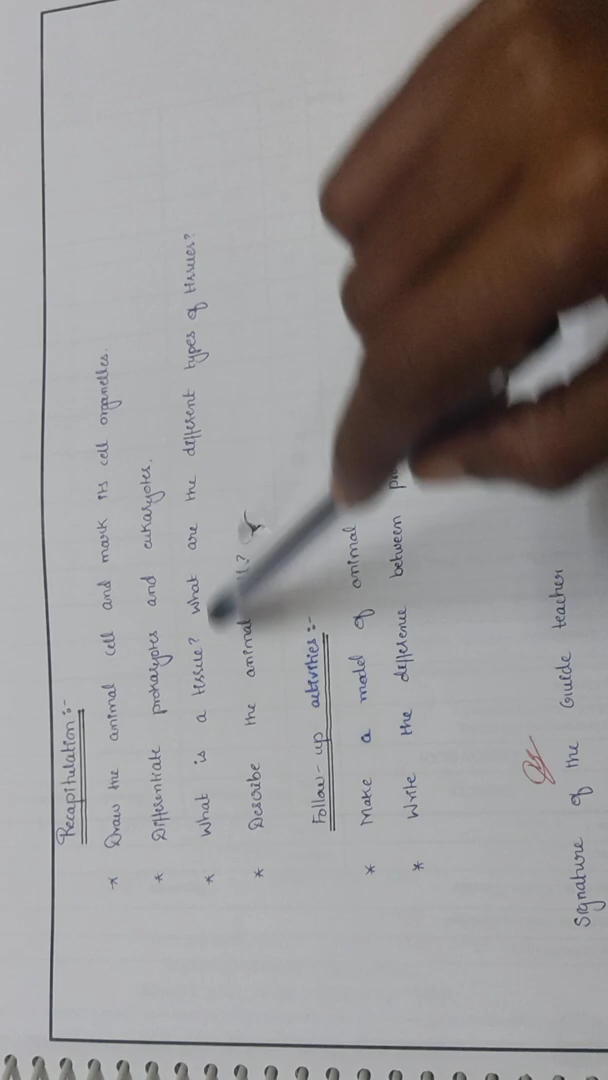 Recapitulation :-
* Draw the animal cell and mark its cell organelles.
* Differentiate prokaryotes and eukaryotes.
* What is a tissue? What are the different types of tissues?
* Describe the animal ?
Follow-up activities :-
* Make a model of animal
* Write the difference between
Signature of the Guide teacher